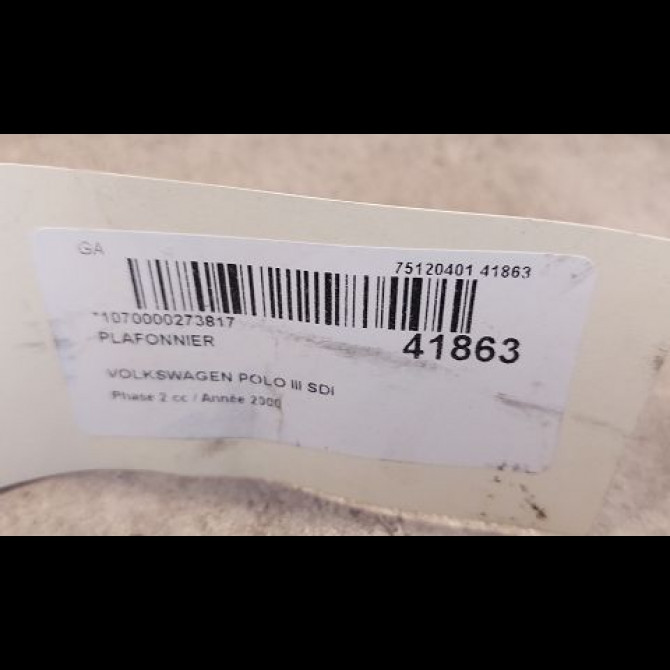 GA
75120401 41863
*1070000273817
41863
PLAFONNIER
VOLKSWAGEN POLO III SDI
Phase 2 cc / Année 2000